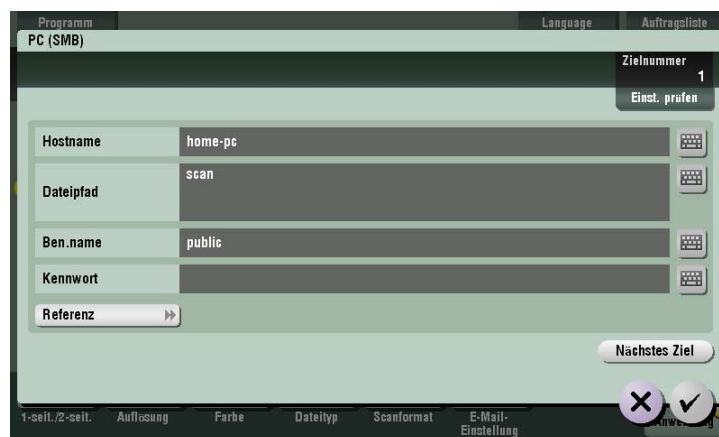 Programm Language Auftragsliste
PC (SMB)
Zielnummer
1
Einst. prüfen
Hostname home-pc
Dateipfad scan
Ben.name public
Kennwort
Referenz
Nächstes Ziel
1-seit./2-seit. Auflösung Farbe Dateityp Scanformat E-Mail-
Einstellung